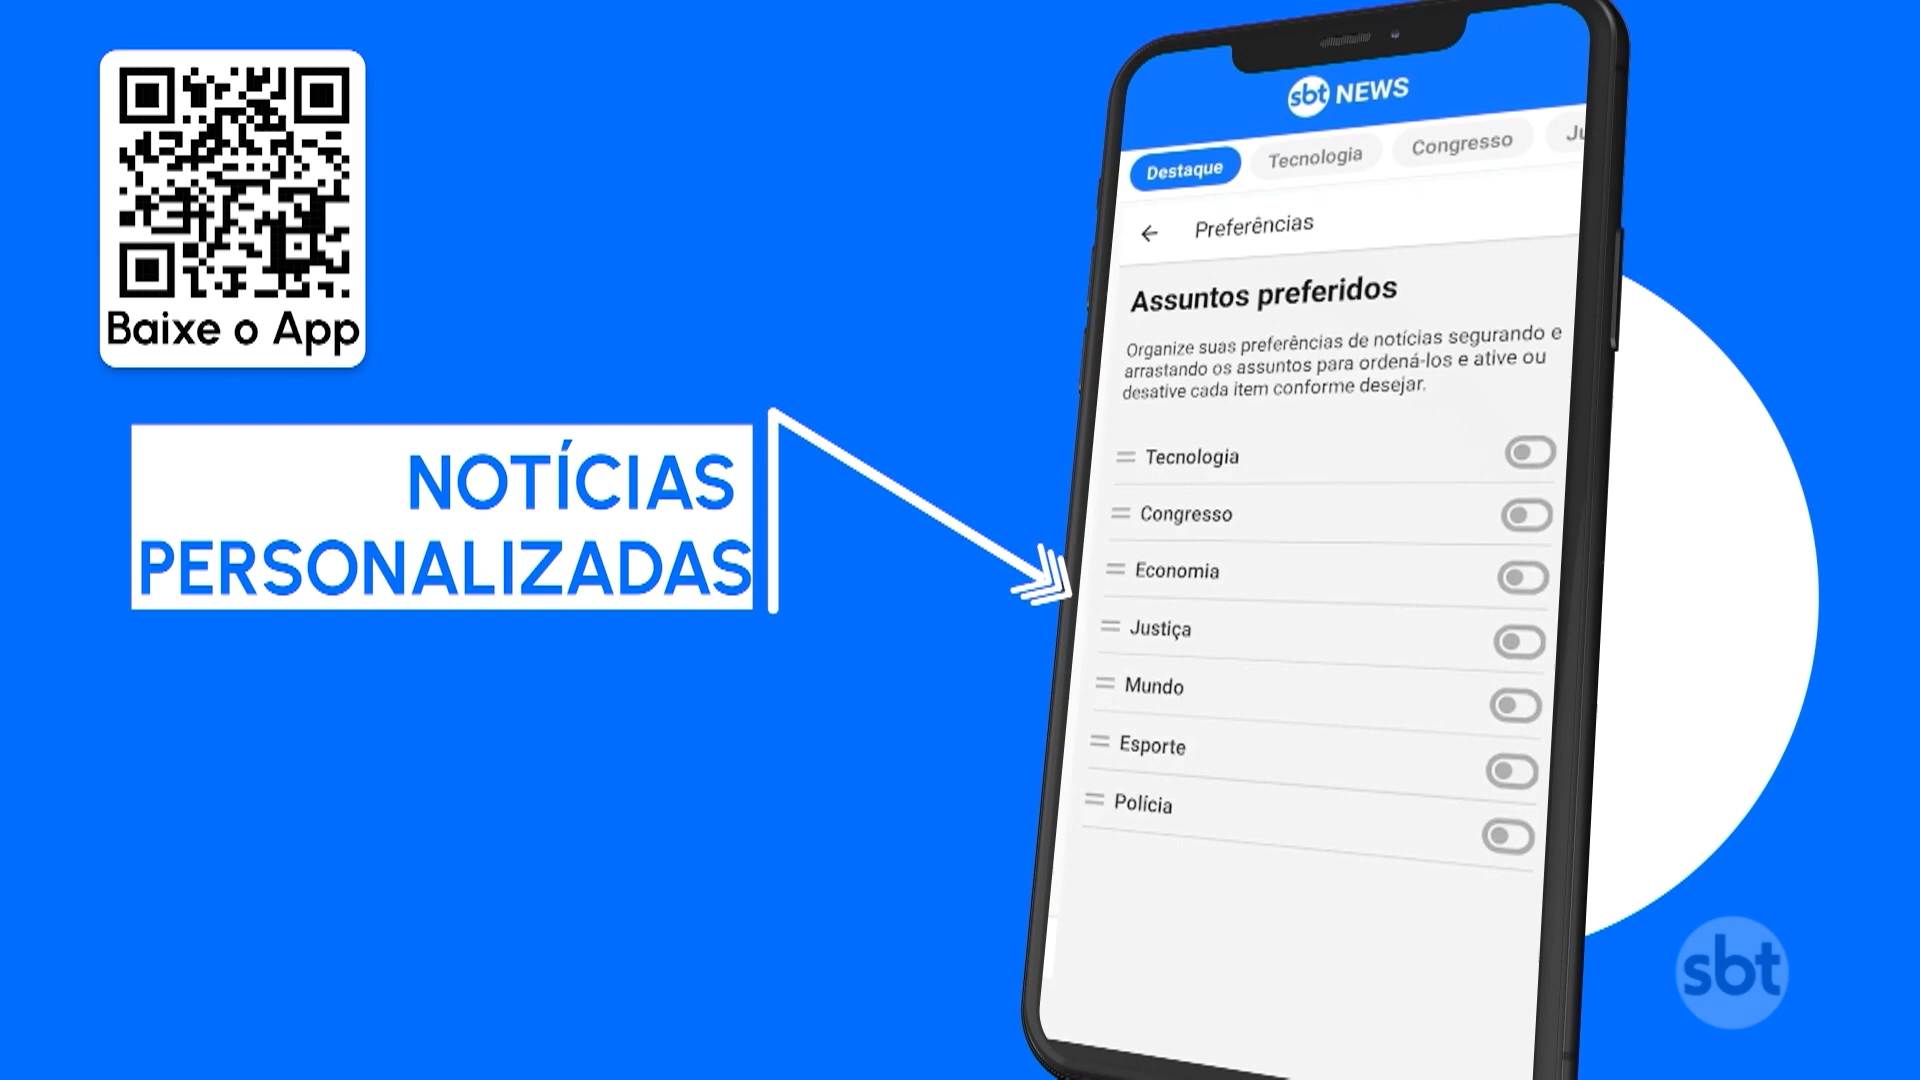 Baixe o App
NOTÍCIAS
PERSONALIZADAS
sbt NEWS
Destaque
Tecnologia
Congresso
Preferências
Assuntos preferidos
Organize suas preferências de notícias segurando e
arrastando os assuntos para ordená-los e ative ou
desative cada item conforme desejar.
Tecnologia
Congresso
Economia
Justiça
Mundo
Esporte
Polícia
sbt